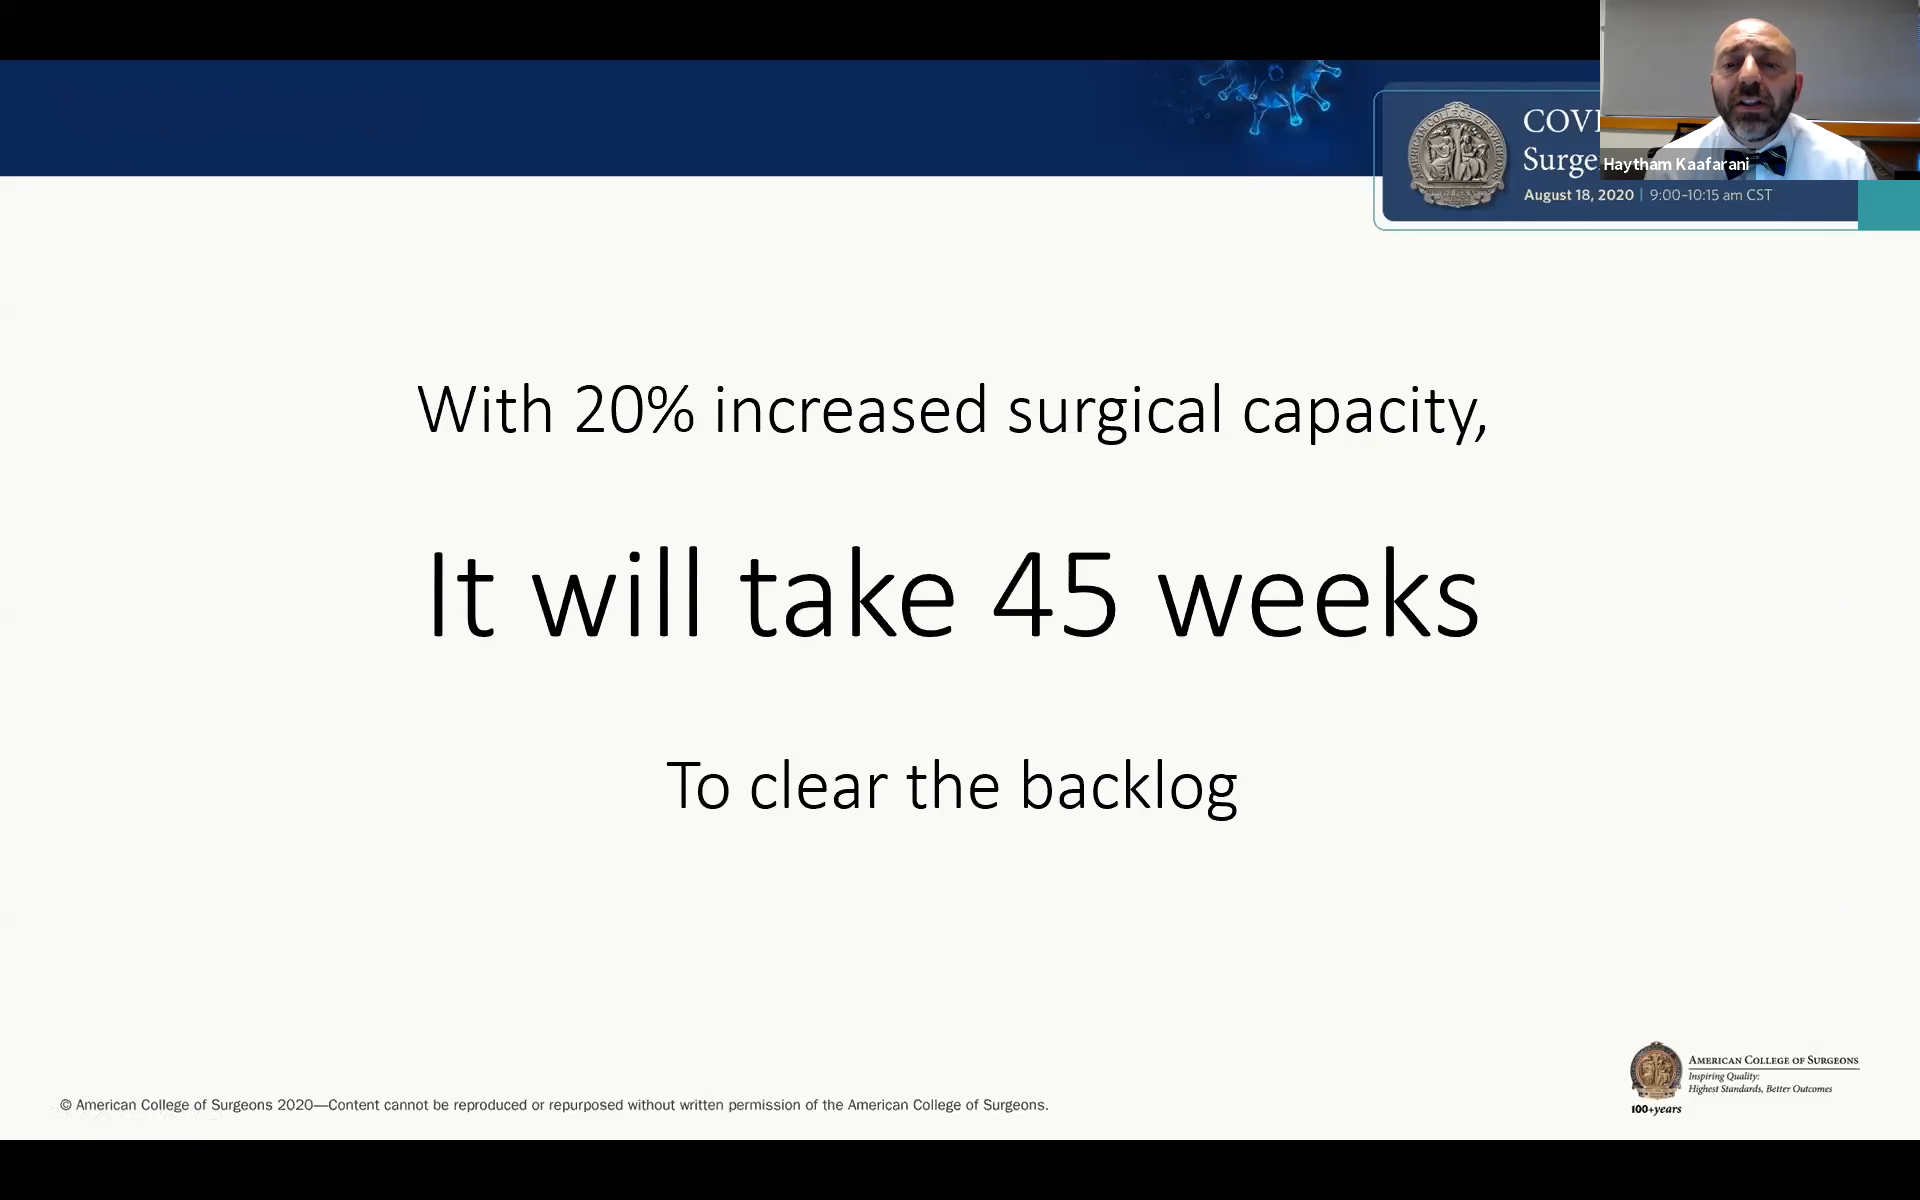 COVI
Surge
August 18, 2020 | 9:00-10:15 am CST
Haytham Kaafarani
With 20% increased surgical capacity,
It will take 45 weeks
To clear the backlog
© American College of Surgeons 2020—Content cannot be reproduced or repurposed without written permission of the American College of Surgeons.
AMERICAN COLLEGE OF SURGEONS
Inspiring Quality:
Highest Standards, Better Outcomes
100+years